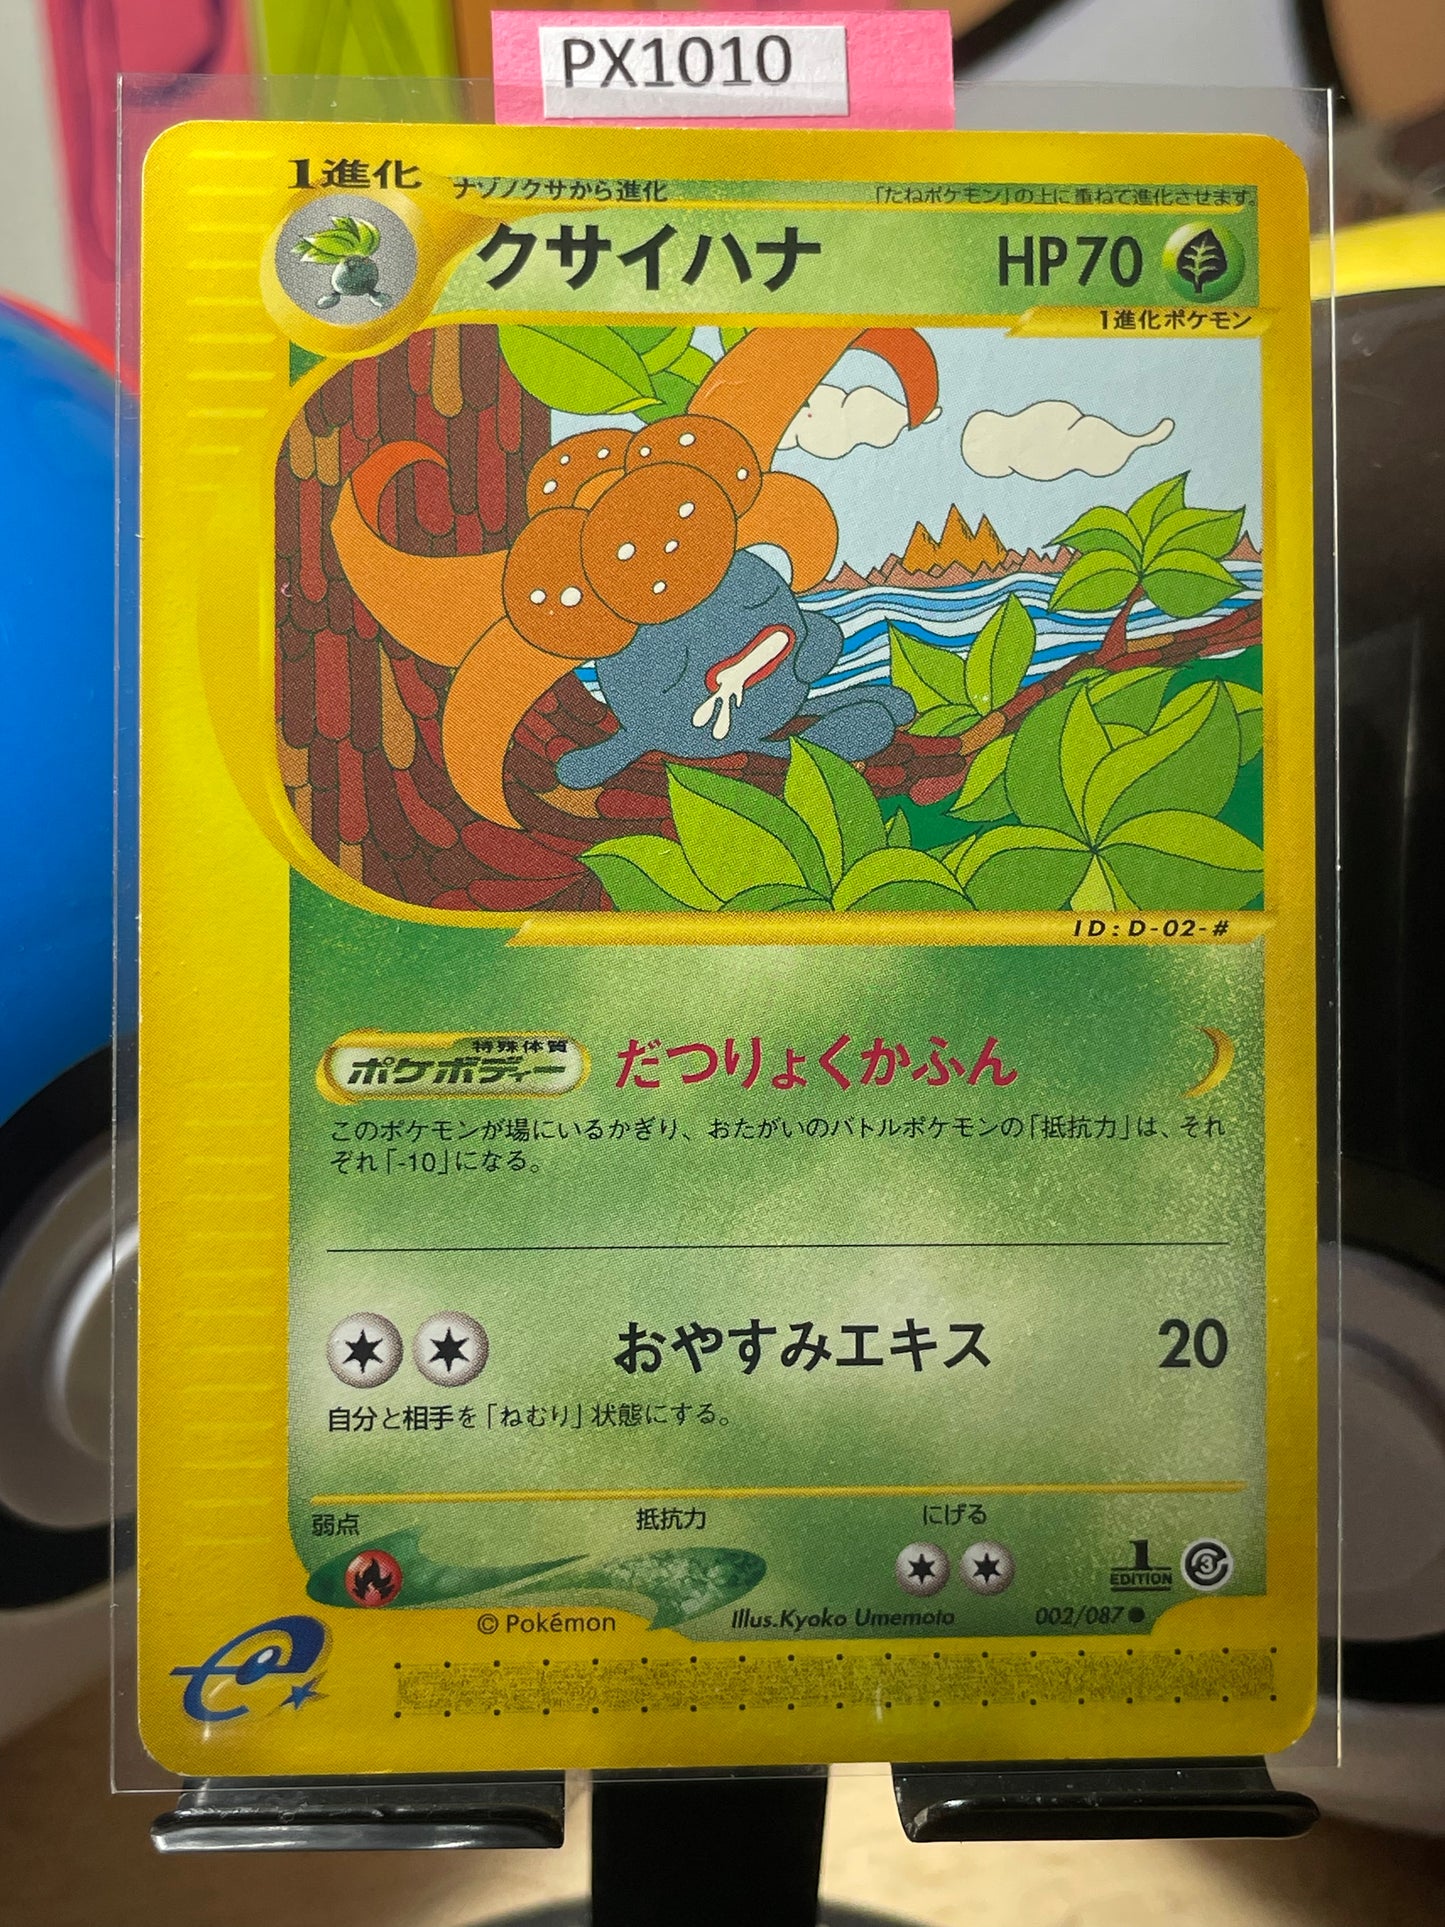 PX1010
1進化
ナゾノクサから進化
「たねポケモン」の上に重ねて進化させます。
クサイハナ
HP70
1進化ポケモン
ID:D-02-#
特殊体質
ポケボディー
だつりょくかふん
このポケモンが場にいるかぎり、おたがいのバトルポケモンの「抵抗力」は、それ
ぞれ「-10」になる。
おやすみエキス
20
自分と相手を「ねむり」状態にする。
弱点
抵抗力
にげる
1
EDITION
3
© Pokémon
Illus.Kyoko Umemoto
002/087●
e